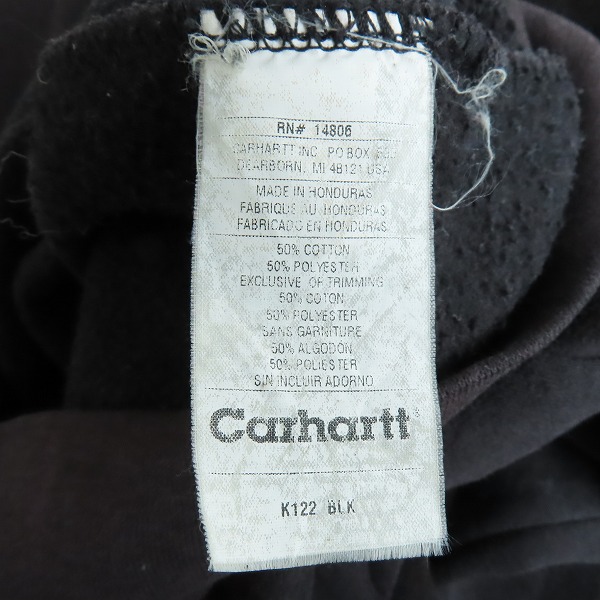 RN# 14806
CARHARTT INC PO BOX
DEARBORN, MI 48121 USA
MADE IN HONDURAS
FABRIQUE AU HONDURAS
FABRICADO EN HONDURAS
50% COTTON
50% POLYESTER
EXCLUSIVE OF TRIMMING
50% COTON
50% POLYESTER
SANS GARNITURE
50% ALGODON
50% POLIESTER
SIN INCLUIR ADORNO
Carhartt
K122 BLK